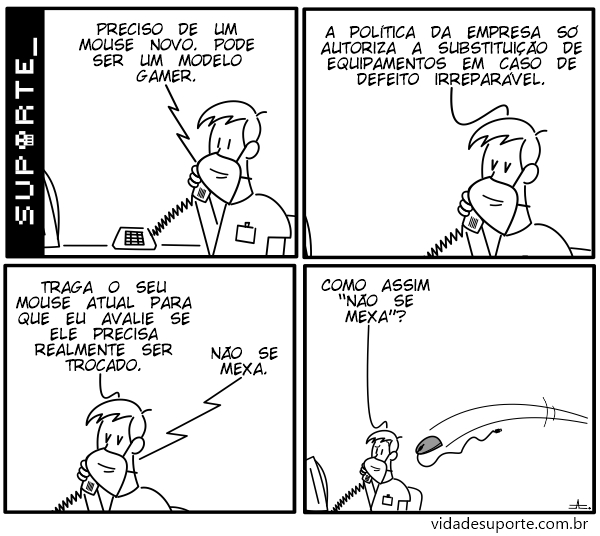 SUPORTE_
PRECISO DE UM
MOUSE NOVO. PODE
SER UM MODELO
GAMER.
A POLÍTICA DA EMPRESA SÓ
AUTORIZA A SUBSTITUIÇÃO DE
EQUIPAMENTOS EM CASO DE
DEFEITO IRREPARÁVEL.
TRAGA O SEU
MOUSE ATUAL PARA
QUE EU AVALIE SE
ELE PRECISA
REALMENTE SER
TROCADO.
NÃO SE
MEXA.
COMO ASSIM
"NÃO SE
MEXA"?
vidadesuporte.com.br